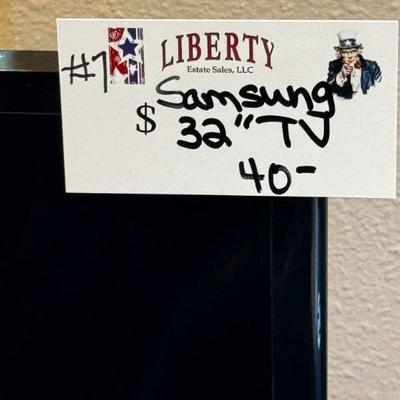 #7 LIBERTY
Estate Sales, LLC
Samsung
$ 32" TV
40-